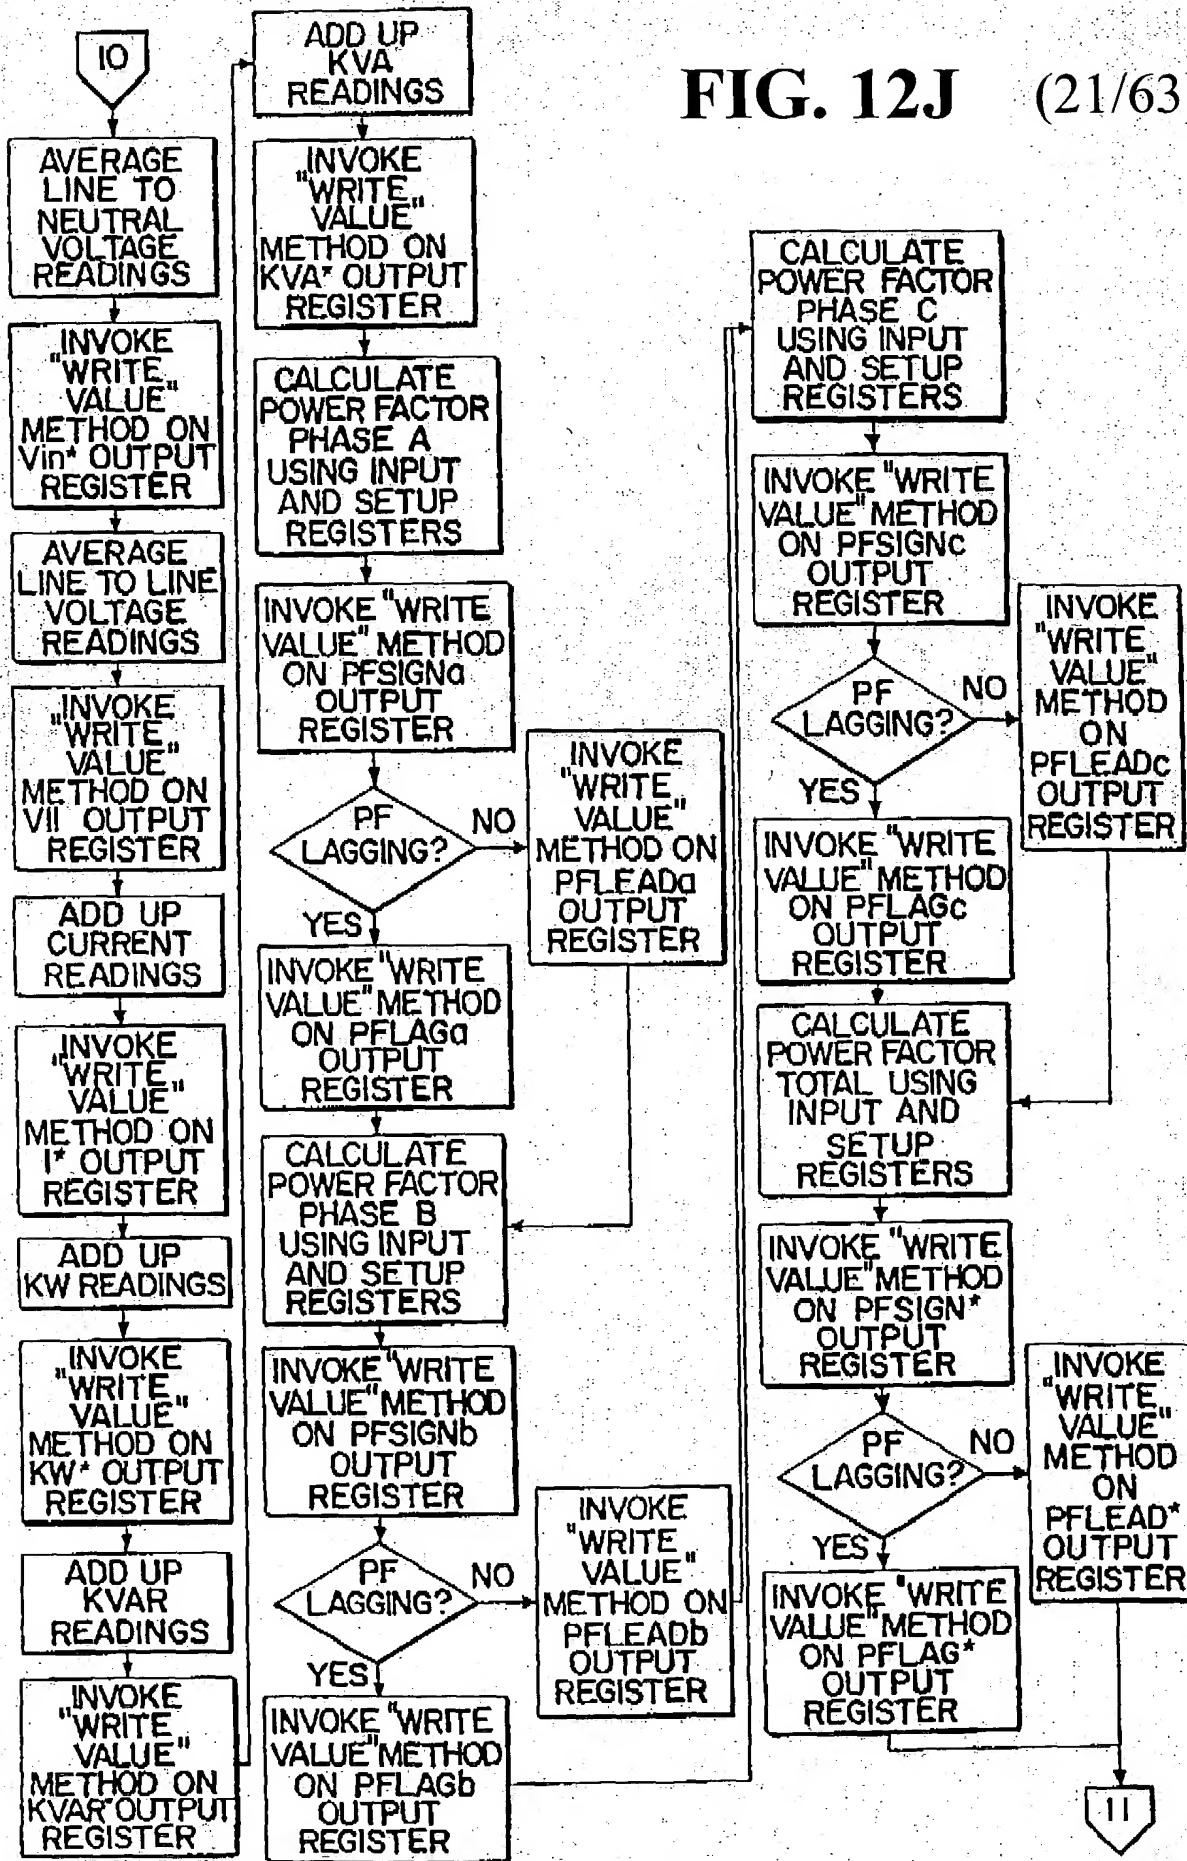 FIG. 12J (21/63)
10
AVERAGE
LINE TO
NEUTRAL
VOLTAGE
READINGS
INVOKE
"WRITE
VALUE"
METHOD ON
Vin* OUTPUT
REGISTER
AVERAGE
LINE TO LINE
VOLTAGE
READINGS
INVOKE
"WRITE
VALUE"
METHOD ON
Vll OUTPUT
REGISTER
ADD UP
CURRENT
READINGS
INVOKE
"WRITE
VALUE"
METHOD ON
I* OUTPUT
REGISTER
ADD UP
KW READINGS
INVOKE
"WRITE
VALUE"
METHOD ON
KW* OUTPUT
REGISTER
ADD UP
KVAR
READINGS
INVOKE
"WRITE
VALUE"
METHOD ON
KVAR* OUTPUT
REGISTER
ADD UP
KVA
READINGS
INVOKE
"WRITE
VALUE"
METHOD ON
KVA* OUTPUT
REGISTER
CALCULATE
POWER FACTOR
PHASE A
USING INPUT
AND SETUP
REGISTERS
INVOKE "WRITE
VALUE" METHOD
ON PFSIGNa
OUTPUT
REGISTER
PF
LAGGING?
NO
YES
INVOKE
"WRITE
VALUE"
METHOD ON
PFLEADa
OUTPUT
REGISTER
INVOKE "WRITE
VALUE" METHOD
ON PFLAGa
OUTPUT
REGISTER
CALCULATE
POWER FACTOR
PHASE B
USING INPUT
AND SETUP
REGISTERS
INVOKE "WRITE
VALUE" METHOD
ON PFSIGNb
OUTPUT
REGISTER
PF
LAGGING?
NO
YES
INVOKE
"WRITE
VALUE"
METHOD ON
PFLEADb
OUTPUT
REGISTER
INVOKE "WRITE
VALUE" METHOD
ON PFLAGb
OUTPUT
REGISTER
CALCULATE
POWER FACTOR
PHASE C
USING INPUT
AND SETUP
REGISTERS
INVOKE "WRITE
VALUE" METHOD
ON PFSIGNc
OUTPUT
REGISTER
PF
LAGGING?
NO
YES
INVOKE
"WRITE
VALUE"
METHOD
ON
PFLEADc
OUTPUT
REGISTER
INVOKE "WRITE
VALUE" METHOD
ON PFLAGc
OUTPUT
REGISTER
CALCULATE
POWER FACTOR
TOTAL USING
INPUT AND
SETUP
REGISTERS
INVOKE "WRITE
VALUE" METHOD
ON PFSIGN*
OUTPUT
REGISTER
PF
LAGGING?
NO
YES
INVOKE
"WRITE
VALUE"
METHOD
ON
PFLEAD*
OUTPUT
REGISTER
INVOKE "WRITE
VALUE" METHOD
ON PFLAG*
OUTPUT
REGISTER
11